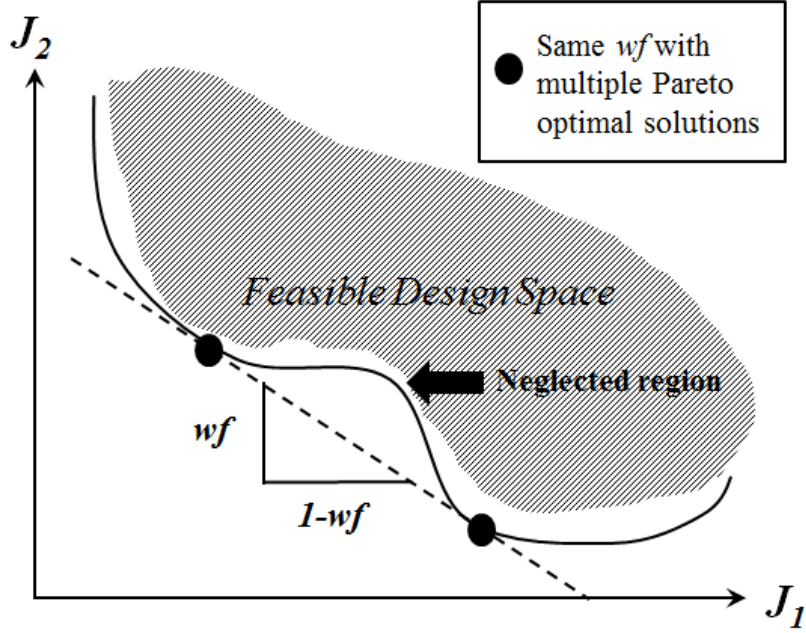 J2
Same wf with
multiple Pareto
optimal solutions
Feasible Design Space
Neglected region
wf
1-wf
J1